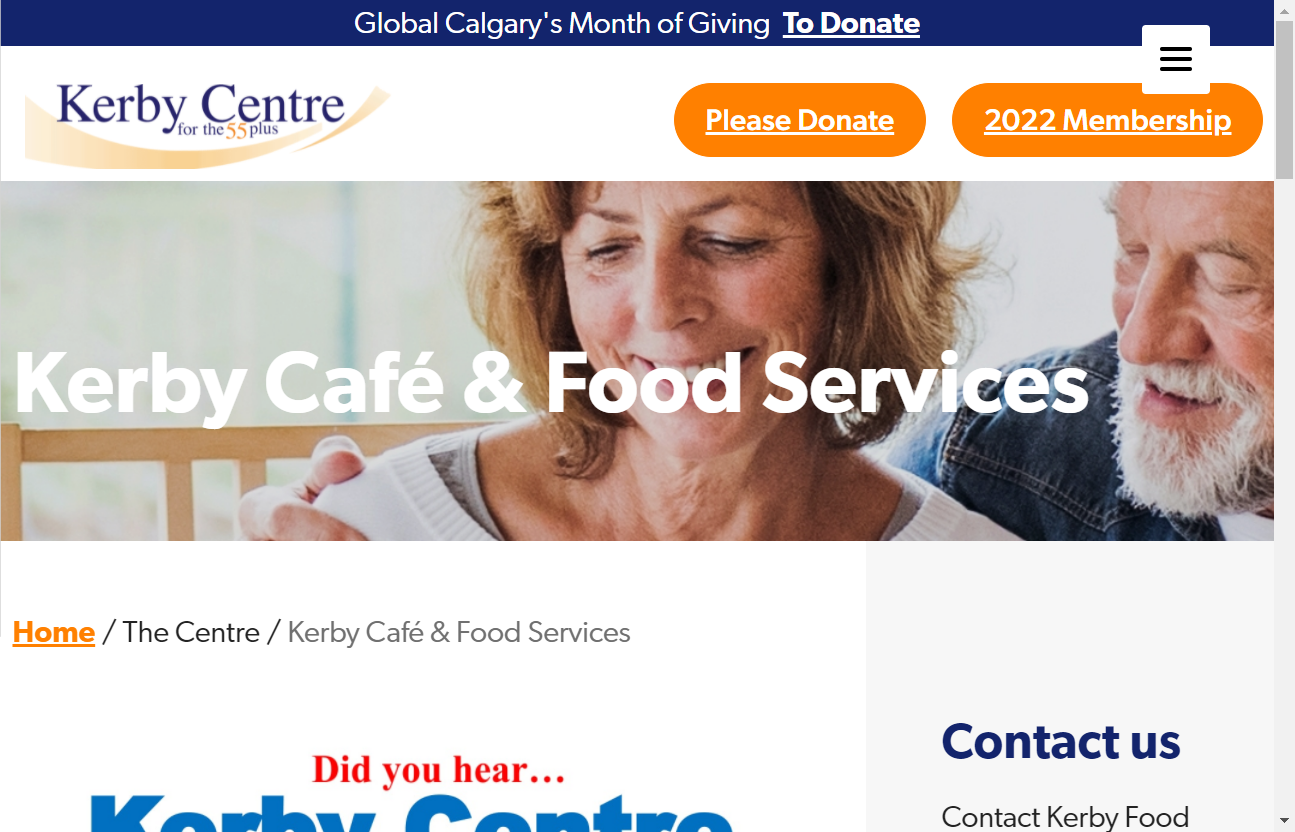 Global Calgary's Month of Giving To Donate
Kerby Centre
for the 55 plus
Please Donate
2022 Membership
Kerby Café & Food Services
Home / The Centre / Kerby Café & Food Services
Did you hear...
Kerby Centre
Contact us
Contact Kerby Food